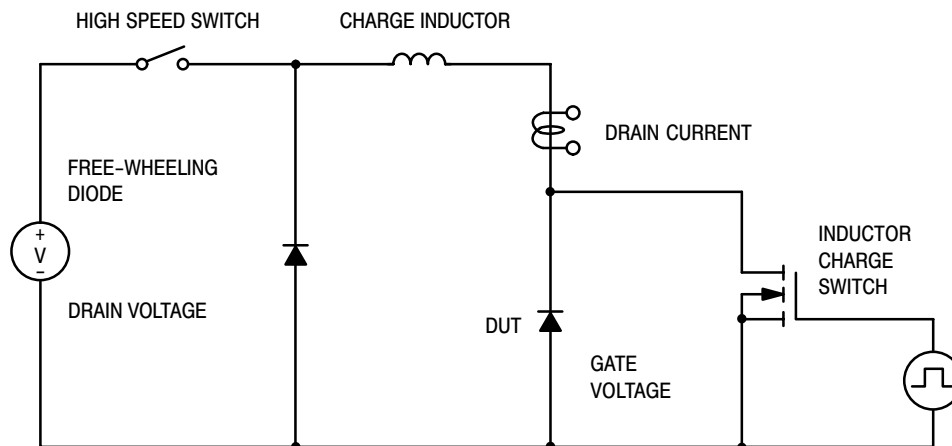 HIGH SPEED SWITCH
CHARGE INDUCTOR
DRAIN CURRENT
FREE-WHEELING
DIODE
+
V
−
DRAIN VOLTAGE
INDUCTOR
CHARGE
SWITCH
DUT
GATE
VOLTAGE